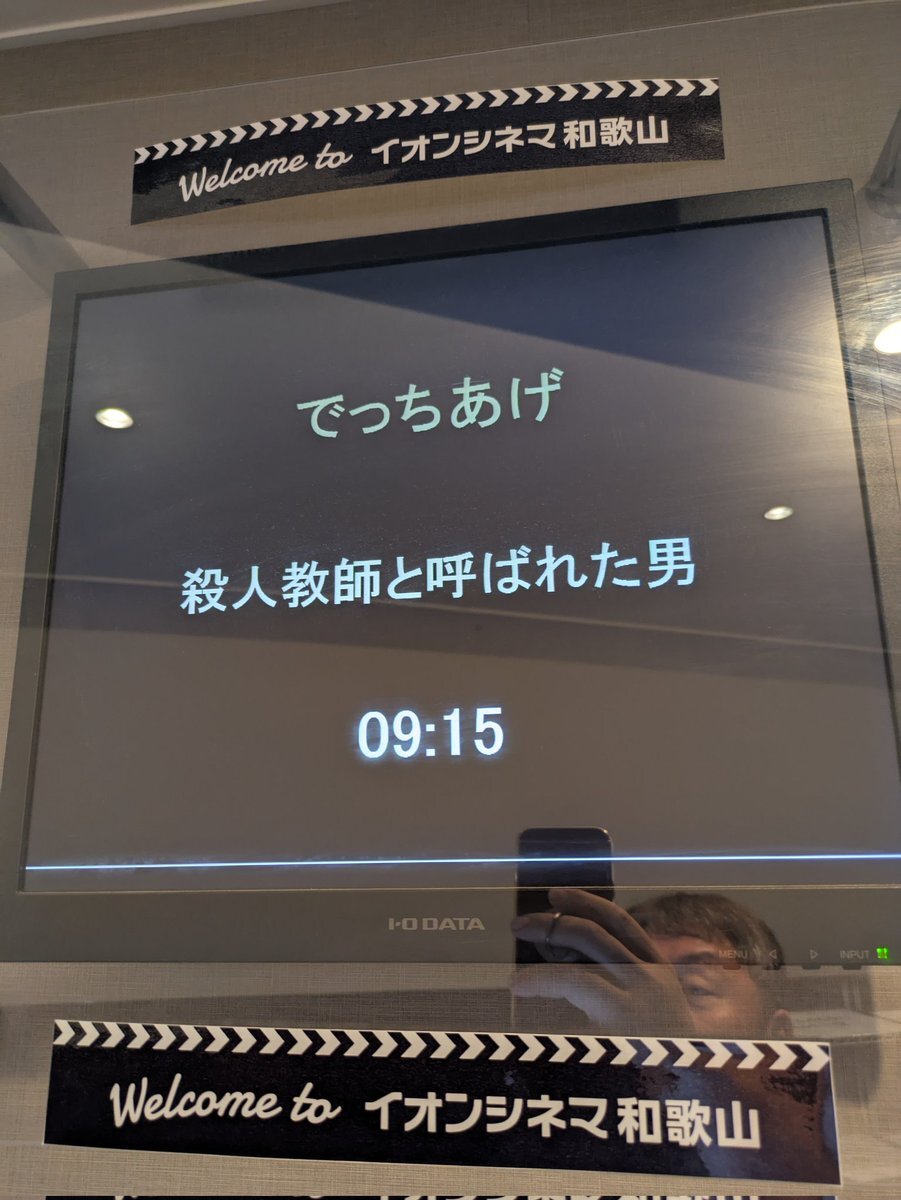 Welcome to イオンシネマ和歌山
でっちあげ
殺人教師と呼ばれた男
09:15
I-O DATA
MENU
INPUT
Welcome to イオンシネマ和歌山